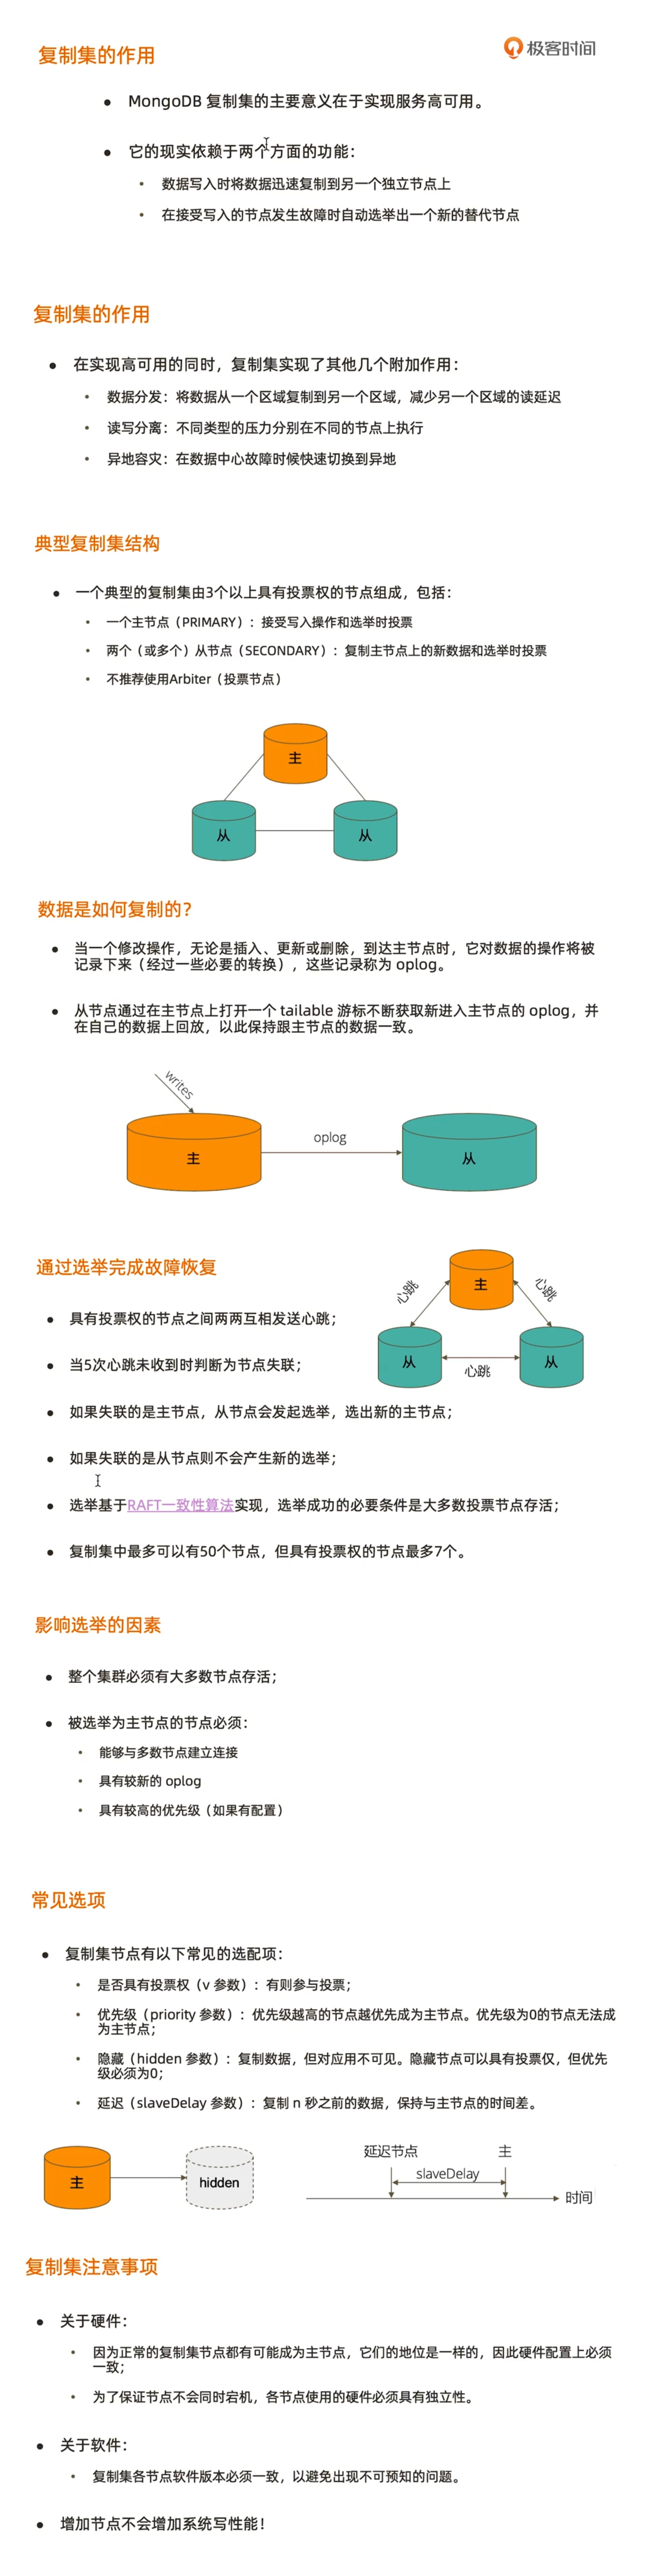 复制集的作用
极客时间
MongoDB 复制集的主要意义在于实现服务高可用。
它的现实依赖于两个方面的功能：
数据写入时将数据迅速复制到另一个独立节点上
在接受写入的节点发生故障时自动选举出一个新的替代节点
复制集的作用
在实现高可用的同时，复制集实现了其他几个附加作用：
数据分发：将数据从一个区域复制到另一个区域，减少另一个区域的读延迟
读写分离：不同类型的压力分别在不同的节点上执行
异地容灾：在数据中心故障时候快速切换到异地
典型复制集结构
一个典型的复制集由3个以上具有投票权的节点组成，包括：
一个主节点（PRIMARY）：接受写入操作和选举时投票
两个（或多个）从节点（SECONDARY）：复制主节点上的新数据和选举时投票
不推荐使用Arbiter（投票节点）
主
从
从
数据是如何复制的？
当一个修改操作，无论是插入、更新或删除，到达主节点时，它对数据的操作将被
记录下来（经过一些必要的转换），这些记录称为 oplog。
从节点通过在主节点上打开一个 tailable 游标不断获取新进入主节点的 oplog，并
在自己的数据上回放，以此保持跟主节点的数据一致。
writes
主
oplog
从
通过选举完成故障恢复
主
心跳
心跳
从
从
心跳
具有投票权的节点之间两两互相发送心跳；
当5次心跳未收到时判断为节点失联；
如果失联的是主节点，从节点会发起选举，选出新的主节点；
如果失联的是从节点则不会产生新的选举；
选举基于RAFT一致性算法实现，选举成功的必要条件是大多数投票节点存活；
复制集中最多可以有50个节点，但具有投票权的节点最多7个。
影响选举的因素
整个集群必须有大多数节点存活；
被选举为主节点的节点必须：
能够与多数节点建立连接
具有较新的 oplog
具有较高的优先级（如果有配置）
常见选项
复制集节点有以下常见的选配项：
是否具有投票权（v 参数）：有则参与投票；
优先级（priority 参数）：优先级越高的节点越优先成为主节点。优先级为0的节点无法成
为主节点；
隐藏（hidden 参数）：复制数据，但对应用不可见。隐藏节点可以具有投票仅，但优先
级必须为0；
延迟（slaveDelay 参数）：复制 n 秒之前的数据，保持与主节点的时间差。
主
hidden
延迟节点
主
slaveDelay
时间
复制集注意事项
关于硬件：
因为正常的复制集节点都有可能成为主节点，它们的地位是一样的，因此硬件配置上必须
一致；
为了保证节点不会同时宕机，各节点使用的硬件必须具有独立性。
关于软件：
复制集各节点软件版本必须一致，以避免出现不可预知的问题。
增加节点不会增加系统写性能！